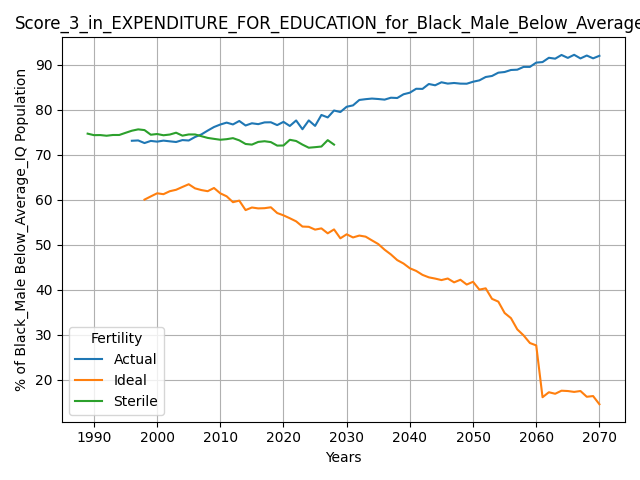 Score_3_in_EXPENDITURE_FOR_EDUCATION_for_Black_Male_Below_Average
% of Black_Male Below_Average_IQ Population
90
80
70
60
50
40
30
20
Fertility
Actual
Ideal
Sterile
1990 2000 2010 2020 2030 2040 2050 2060 2070
Years